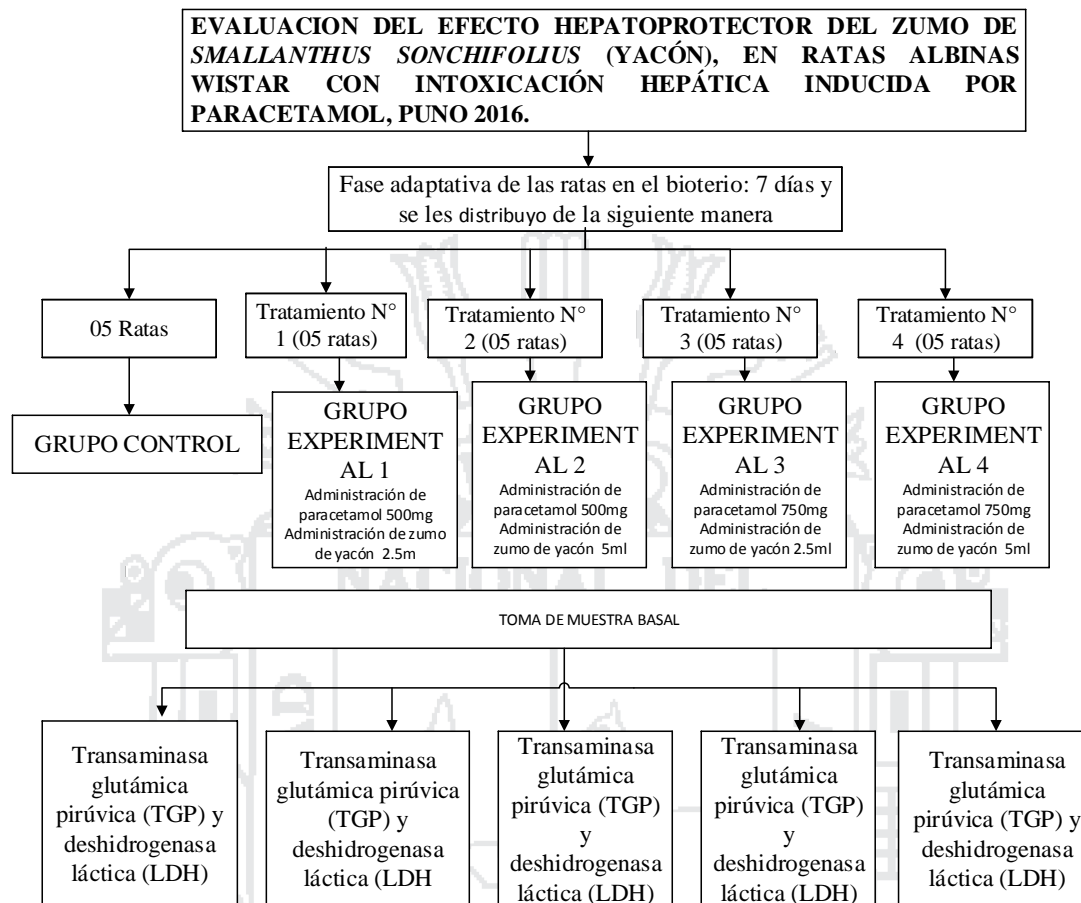 EVALUACION DEL EFECTO HEPATOPROTECTOR DEL ZUMO DE
SMALLANTHUS SONCHIFOLIUS (YACÓN), EN RATAS ALBINAS
WISTAR CON INTOXICACIÓN HEPÁTICA INDUCIDA POR
PARACETAMOL, PUNO 2016.
Fase adaptativa de las ratas en el bioterio: 7 días y
se les distribuyo de la siguiente manera
05 Ratas
Tratamiento N°
1 (05 ratas)
Tratamiento N°
2 (05 ratas)
Tratamiento N°
3 (05 ratas)
Tratamiento N°
4 (05 ratas)
GRUPO CONTROL
GRUPO
EXPERIMENT
AL 1
Administración de
paracetamol 500mg
Administración de zumo
de yacón 2.5m
GRUPO
EXPERIMENT
AL 2
Administración de
paracetamol 500mg
Administración de
zumo de yacón 5ml
GRUPO
EXPERIMENT
AL 3
Administración de
paracetamol 750mg
Administración de
zumo de yacón 2.5ml
GRUPO
EXPERIMENT
AL 4
Administración de
paracetamol 750mg
Administración de
zumo de yacón 5ml
NACIONAL DEL
TOMA DE MUESTRA BASAL
Transaminasa
glutámica
pirúvica (TGP) y
deshidrogenasa
láctica (LDH)
Transaminasa
glutámica pirúvica
(TGP) y
deshidrogenasa
láctica (LDH
Transaminasa
glutámica
pirúvica (TGP)
y
deshidrogenasa
láctica (LDH)
Transaminasa
glutámica
pirúvica (TGP)
y
deshidrogenasa
láctica (LDH)
Transaminasa
glutámica
pirúvica (TGP) y
deshidrogenasa
láctica (LDH)